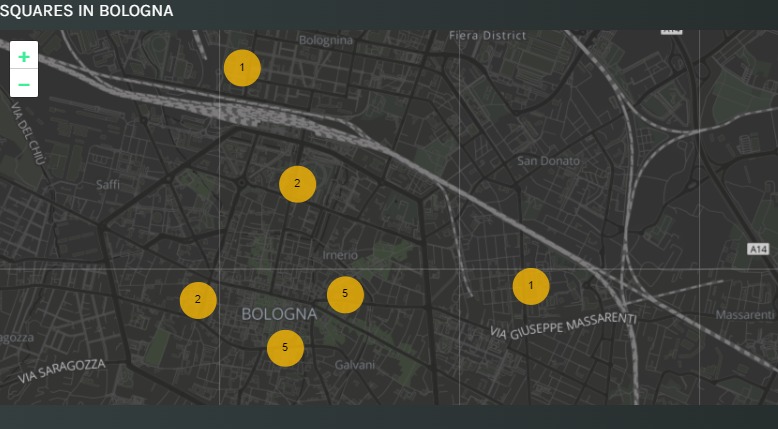 SQUARES IN BOLOGNA
Fiera District
Bolognina
+
−
1
VIA DEL CHIÙ
San Donato
Saffi
2
A14
Irnerio
1
5
2
BOLOGNA
Massarenti
VIA GIUSEPPE MASSARENTI
5
Galvani
VIA SARAGOZZA